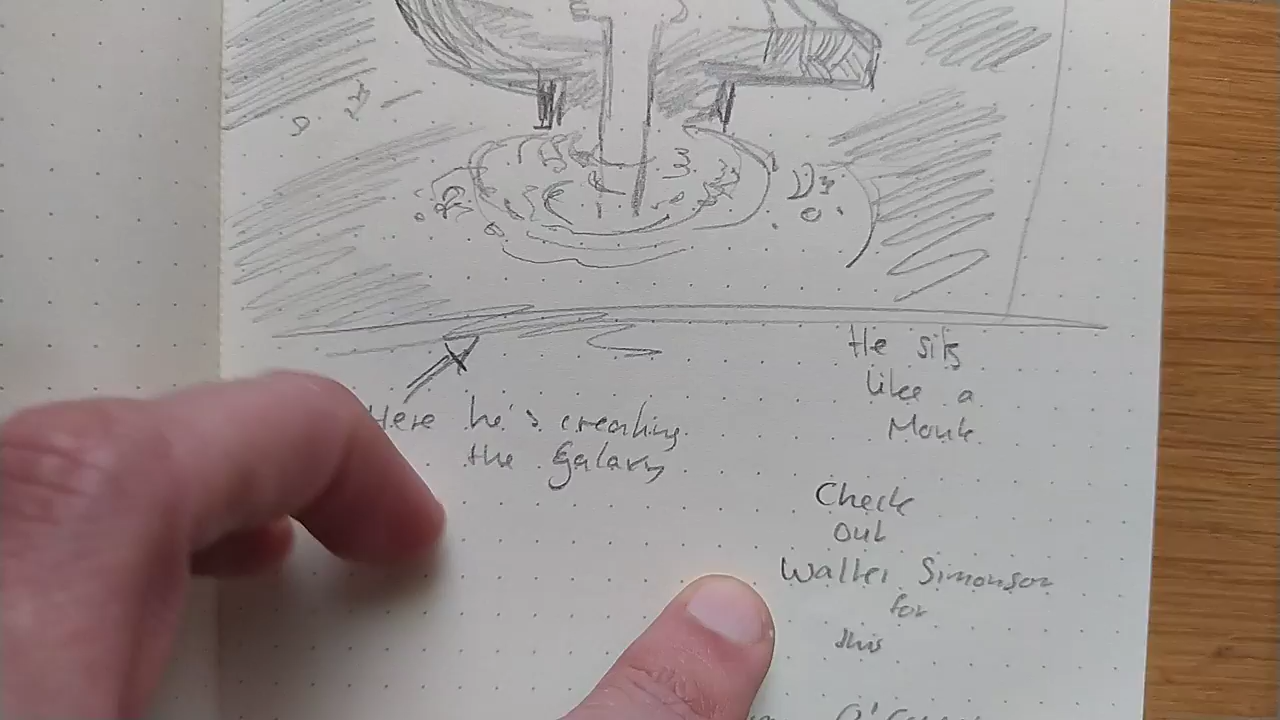 He sits
like a
Monk.
Here he's creating
the Galaxy
Check
out
Walter Simonson
for
this